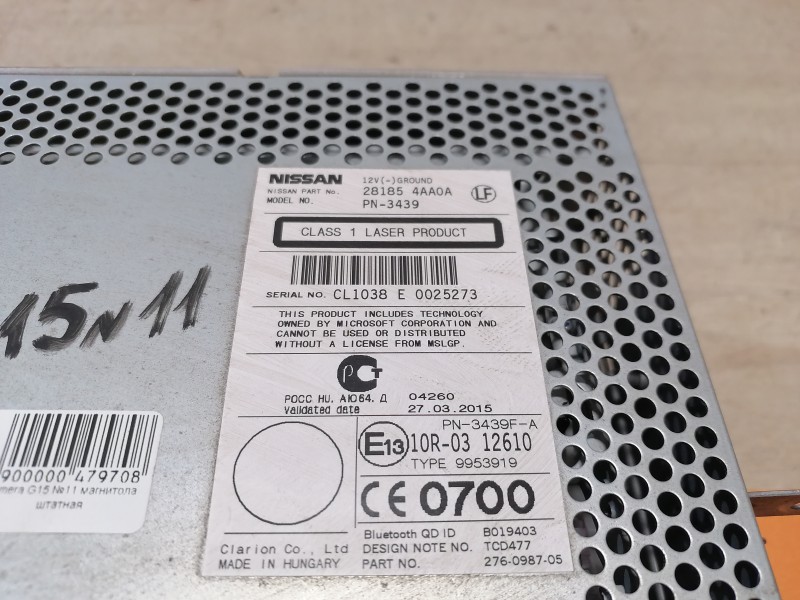 NISSAN 12V(-)GROUND
NISSAN PART No. 28185 4AA0A LF
MODEL NO. PN-3439
CLASS 1 LASER PRODUCT
SERIAL NO. CL1038 E 0025273
THIS PRODUCT INCLUDES TECHNOLOGY
OWNED BY MICROSOFT CORPORATION AND
CANNOT BE USED OR DISTRIBUTED
WITHOUT A LICENSE FROM MSLGP.
РСТ
РОСС HU. АЮ64. Д 04260
Validated date 27.03.2015
PN-3439F-A
E13 10R-03 12610
TYPE 9953919
CE 0700
Bluetooth QD ID B019403
Clarion Co., Ltd DESIGN NOTE NO. TCD477
MADE IN HUNGARY PART NO. 276-0987-05
15N11
900000 479708
mera G15 №11 магнитола
штатная